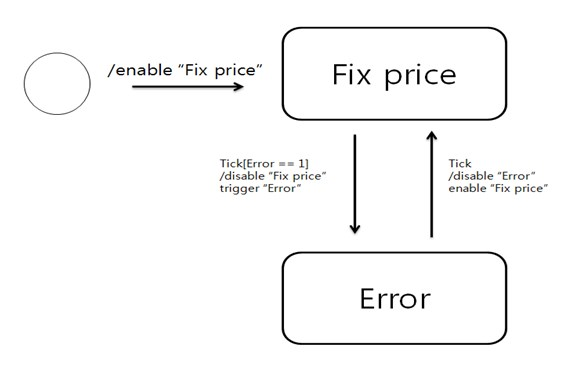 /enable “Fix price”
Fix price
Tick[Error == 1]
/disable “Fix price”
trigger “Error”
Tick
/disable “Error”
enable “Fix price”
Error